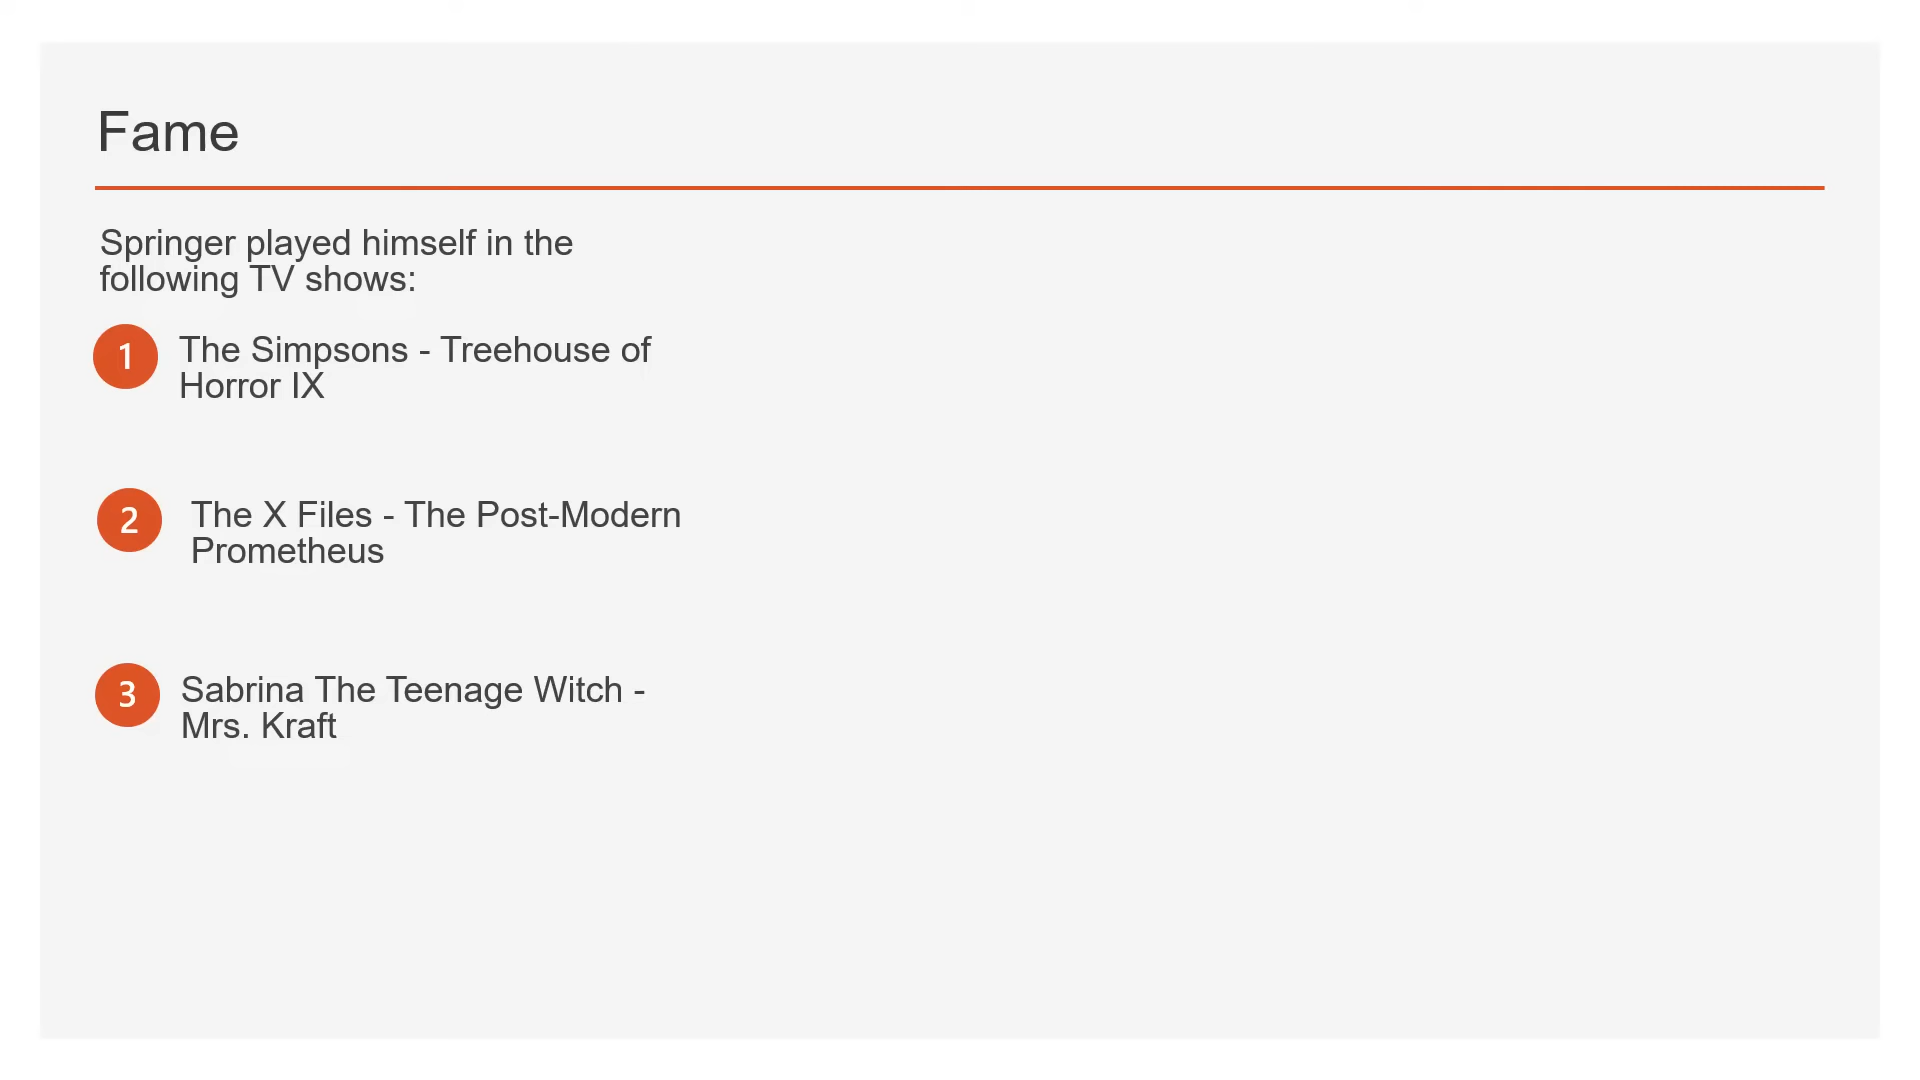 Fame
Springer played himself in the
following TV shows:
1
The Simpsons - Treehouse of
Horror IX
2
The X Files - The Post-Modern
Prometheus
3
Sabrina The Teenage Witch -
Mrs. Kraft